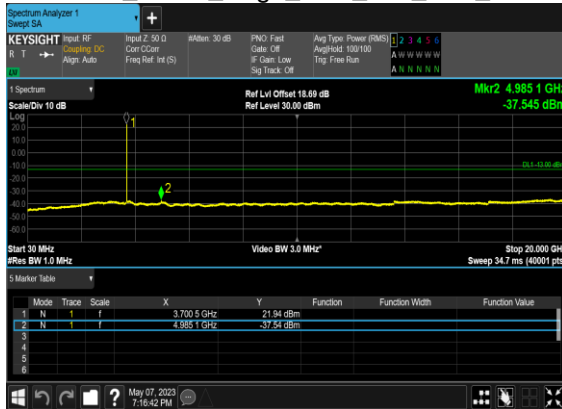 Spectrum Analyzer 1
Swept SA
+
KEYSIGHT Input: RF Input Z: 50 Ω #Atten: 30 dB PNO: Fast Avg Type: Power (RMS) 1 2 3 4 5 6
R T Coupling: DC Corr CCorr Gate: Off Avg|Hold: 100/100 A W W W W W
Align: Auto Freq Ref: Int (S) IF Gain: Low Trig: Free Run
Sig Track: Off A N N N N N
1 Spectrum Ref Lvl Offset 18.69 dB Mkr2 4.985 1 GHz
Scale/Div 10 dB Ref Level 30.00 dBm -37.545 dBm
Log
20.0
10.0
0.00
-10.0
DL1 -13.00 dBm
-20.0
-30.0
-40.0
-50.0
-60.0
1
2
Start 30 MHz Video BW 3.0 MHz* Stop 20.000 GHz
#Res BW 1.0 MHz Sweep 34.7 ms (40001 pts)
5 Marker Table
Mode Trace Scale X Y Function Function Width Function Value
1 N 1 f 3.700 5 GHz 21.94 dBm
2 N 1 f 4.985 1 GHz -37.54 dBm
3
4
5
6
? May 07, 2023
7:16:42 PM